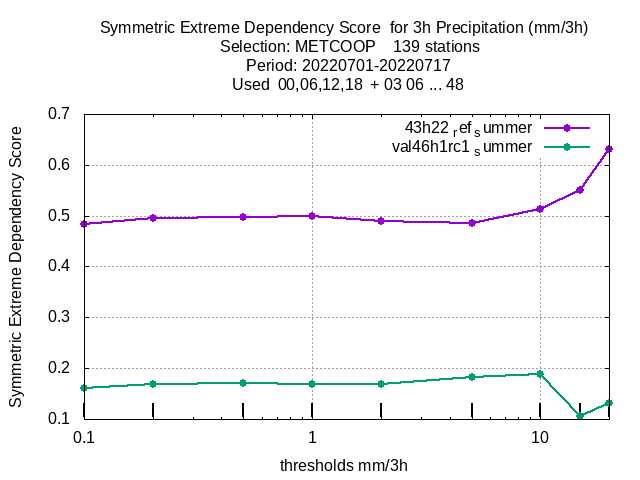 Symmetric Extreme Dependency Score for 3h Precipitation (mm/3h)
Selection: METCOOP 139 stations
Period: 20220701-20220717
Used 00,06,12,18 + 03 06 ... 48
43h22 ref summer
val46h1rc1 summer
Symmetric Extreme Dependency Score
0.7
0.6
0.5
0.4
0.3
0.2
0.1
0.1 1 10
thresholds mm/3h